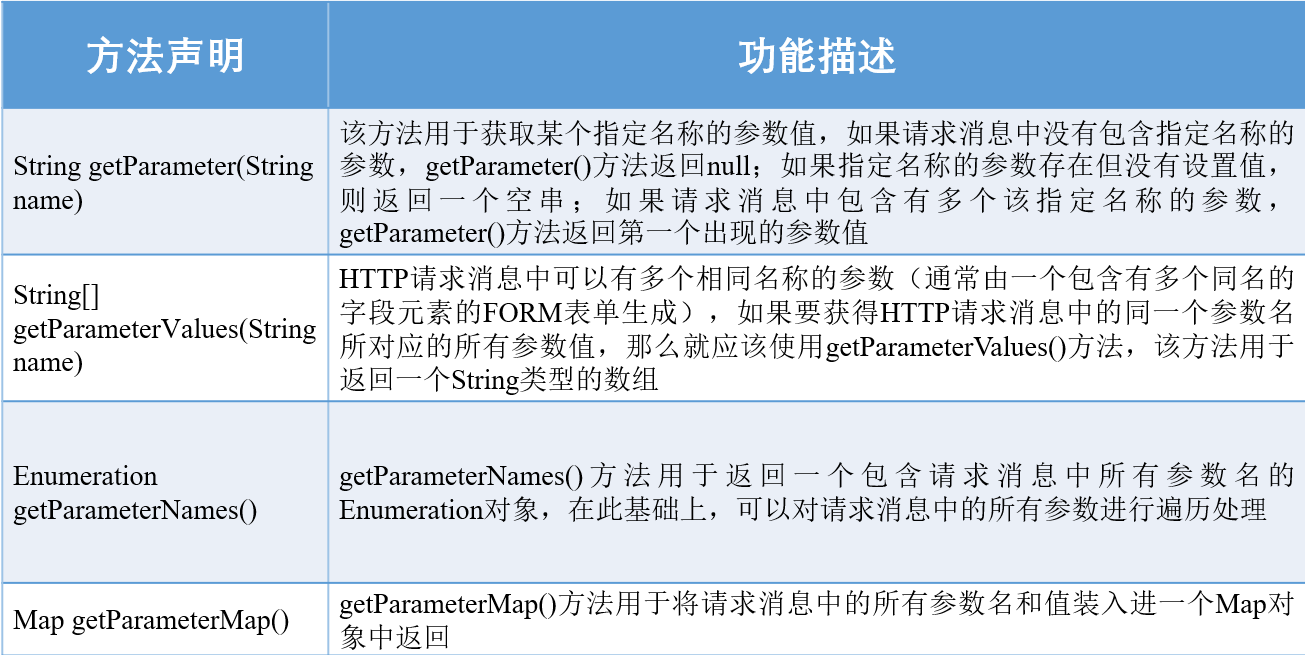 方法声明
功能描述
String getParameter(String
name)
该方法用于获取某个指定名称的参数值，如果请求消息中没有包含指定名称的
参数，getParameter()方法返回null；如果指定名称的参数存在但没有设置值，
则返回一个空串；如果请求消息中包含有多个该指定名称的参数，
getParameter()方法返回第一个出现的参数值
String[]
getParameterValues(String
name)
HTTP请求消息中可以有多个相同名称的参数（通常由一个包含有多个同名的
字段元素的FORM表单生成），如果要获得HTTP请求消息中的同一个参数名
所对应的所有参数值，那么就应该使用getParameterValues()方法，该方法用于
返回一个String类型的数组
Enumeration
getParameterNames()
getParameterNames()方法用于返回一个包含请求消息中所有参数名的
Enumeration对象，在此基础上，可以对请求消息中的所有参数进行遍历处理
Map getParameterMap()
getParameterMap()方法用于将请求消息中的所有参数名和值装入进一个Map对
象中返回